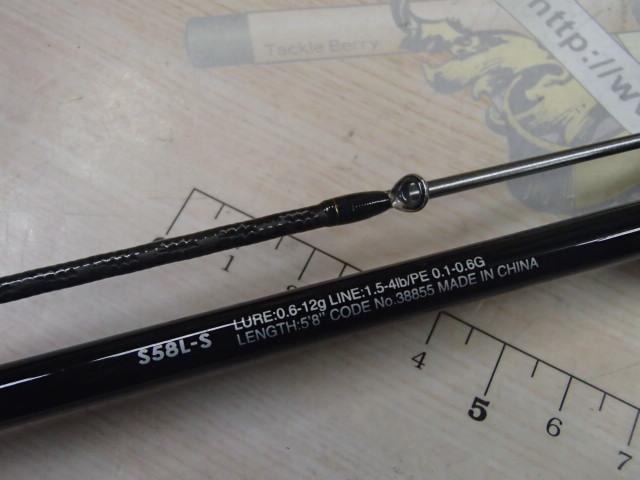 Tackle Berry
http://www
1
4
5
6
7
S58L-S
LURE:0.6-12g LINE:1.5-4lb/PE 0.1-0.6G
LENGTH:5'8" CODE No.38855 MADE IN CHINA